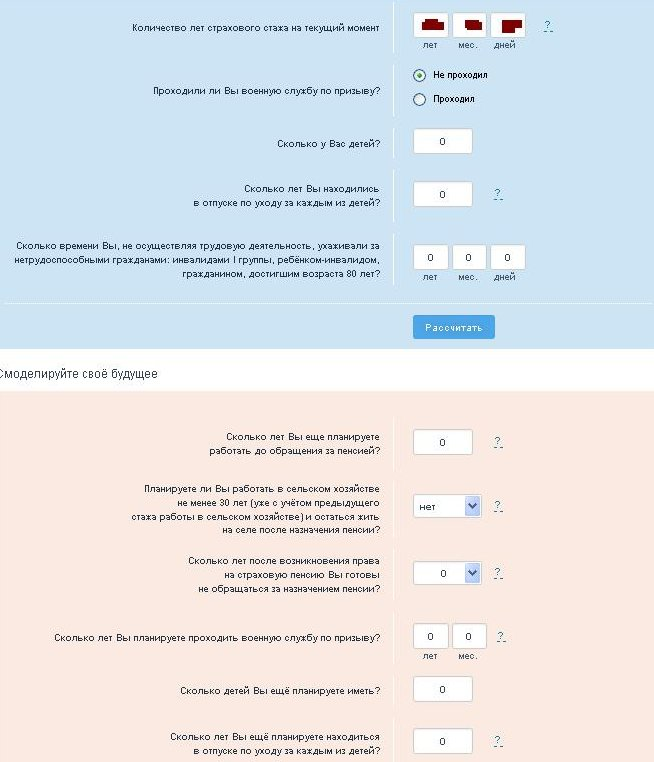 Количество лет страхового стажа на текущий момент
?
лет мес. дней
Не проходил
Проходили ли Вы военную службу по призыву?
Проходил
Сколько у Вас детей?
0
Сколько лет Вы находились
в отпуске по уходу за каждым из детей?
0
?
Сколько времени Вы, не осуществляя трудовую деятельность, ухаживали за
нетрудоспособными гражданами: инвалидами I группы, ребёнком-инвалидом,
гражданином, достигшим возраста 80 лет?
0 0 0
лет мес. дней
Рассчитать
Смоделируйте своё будущее
Сколько лет Вы еще планируете
работать до обращения за пенсией?
0
?
Планируете ли Вы работать в сельском хозяйстве
не менее 30 лет (уже с учётом предыдущего
стажа работы в сельском хозяйстве) и остаться жить
на селе после назначения пенсии?
нет
?
Сколько лет после возникновения права
на страховую пенсию Вы готовы
не обращаться за назначением пенсии?
0
?
Сколько лет Вы планируете проходить военную службу по призыву?
0 0
?
лет мес.
Сколько детей Вы ещё планируете иметь?
0
Сколько лет Вы ещё планируете находиться
в отпуске по уходу за каждым из детей?
0
?